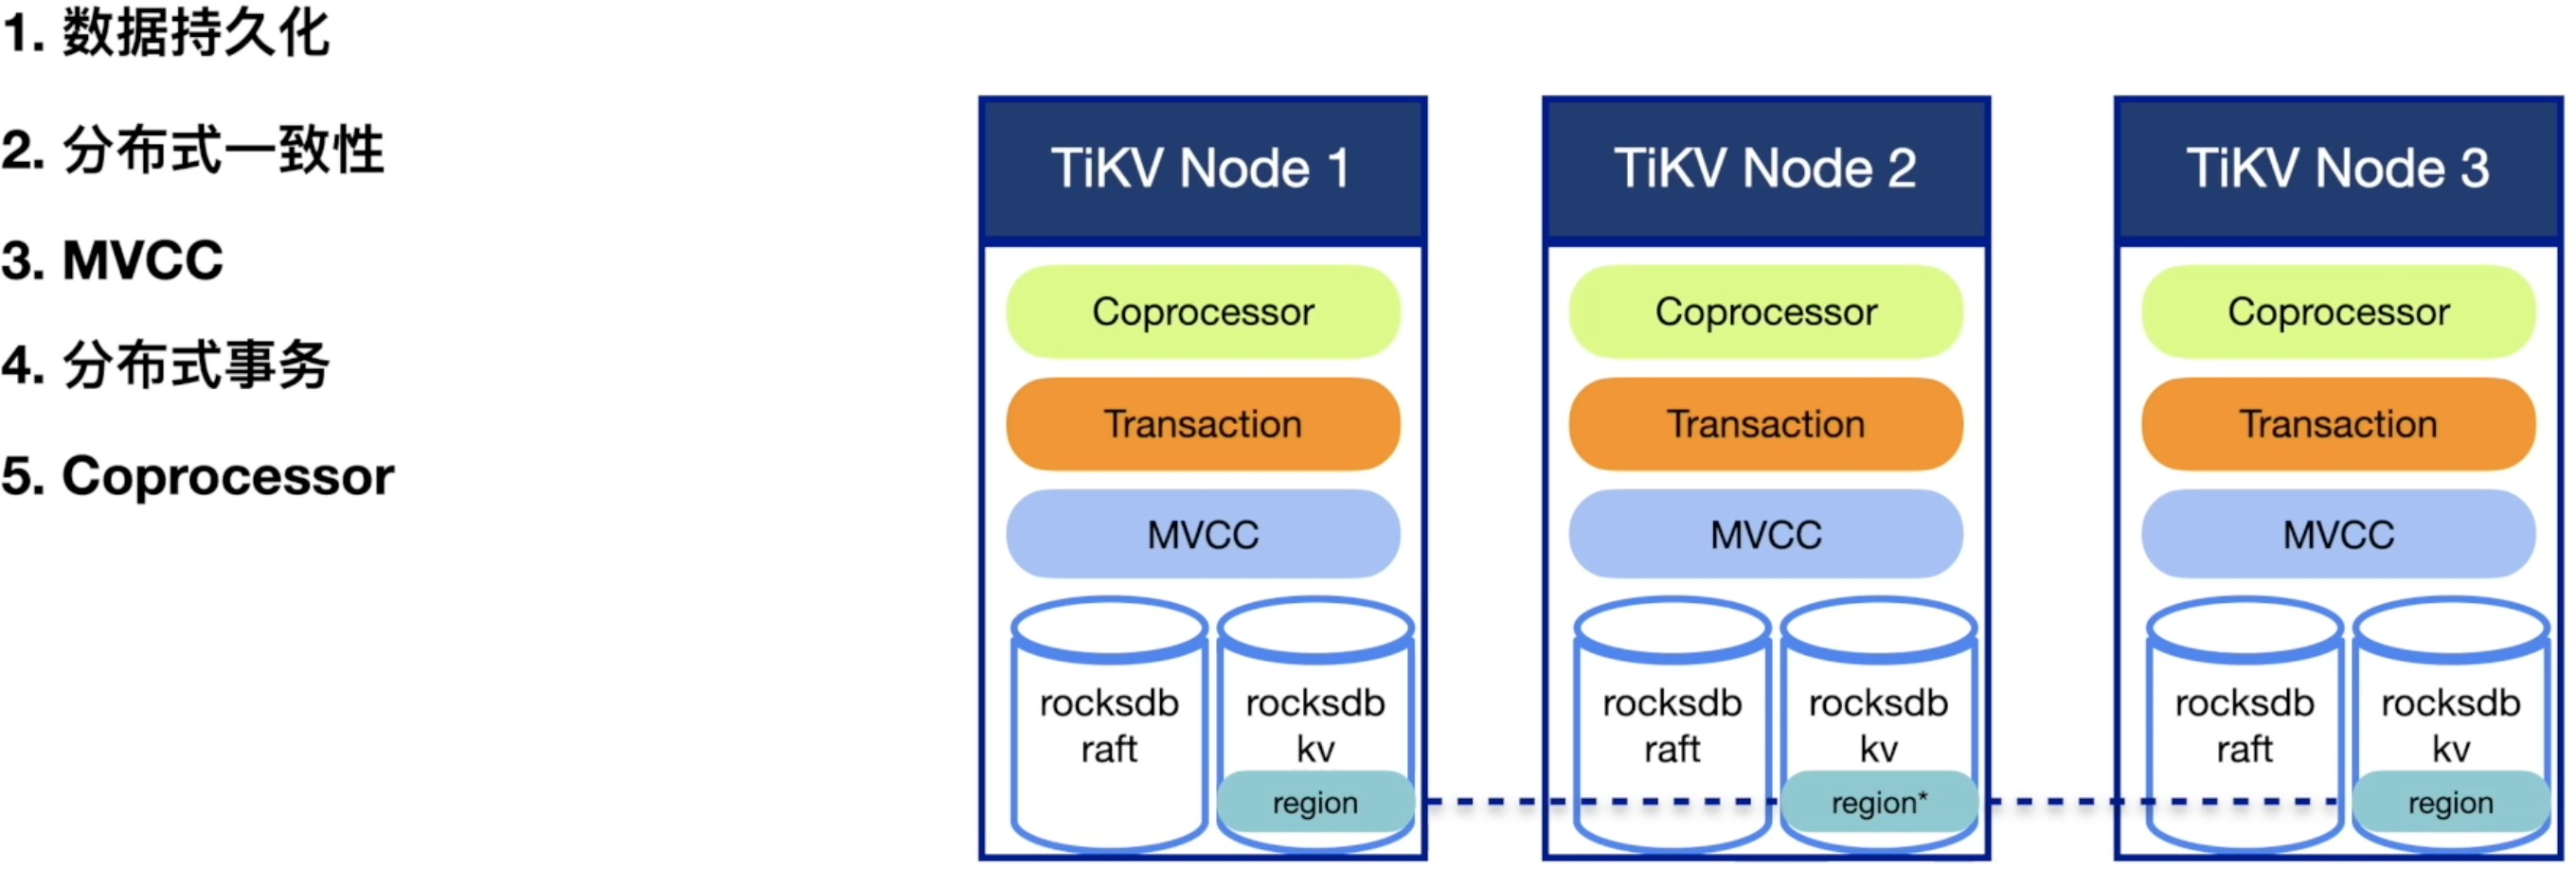 1. 数据持久化
2. 分布式一致性
3. MVCC
4. 分布式事务
5. Coprocessor
TiKV Node 1
Coprocessor
Transaction
MVCC
rocksdb
raft
rocksdb
kv
region
TiKV Node 2
Coprocessor
Transaction
MVCC
rocksdb
raft
rocksdb
kv
region*
TiKV Node 3
Coprocessor
Transaction
MVCC
rocksdb
raft
rocksdb
kv
region